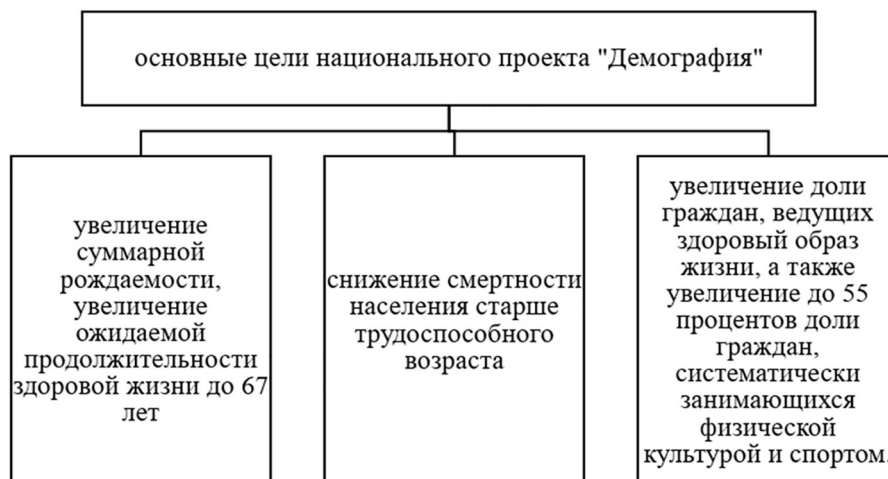 основные цели национального проекта "Демография"
увеличение
суммарной
рождаемости,
увеличение
ожидаемой
продолжительности
здоровой жизни до 67
лет
снижение смертности
населения старше
трудоспособного
возраста
увеличение доли
граждан, ведущих
здоровый образ
жизни, а также
увеличение до 55
процентов доли
граждан,
систематически
занимающихся
физической
культурой и спортом.